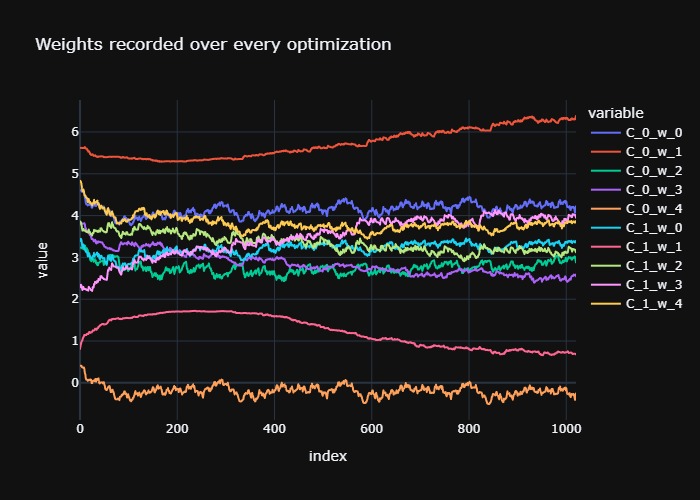 Weights recorded over every optimization
variable
C_0_w_0
C_0_w_1
C_0_w_2
C_0_w_3
C_0_w_4
C_1_w_0
C_1_w_1
C_1_w_2
C_1_w_3
C_1_w_4
value
6
5
4
3
2
1
0
0 200 400 600 800 1000
index